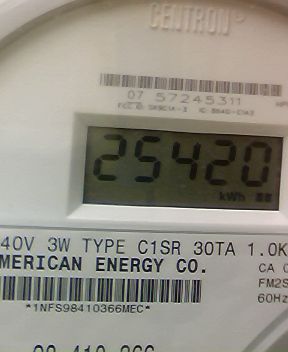 CENTRON
07 57245311
25420
kWh
40V 3W TYPE C1SR 30TA 1.0K
MERICAN ENERGY CO.
CA 0
FM2S
60Hz
*1NFS98410366MEC*